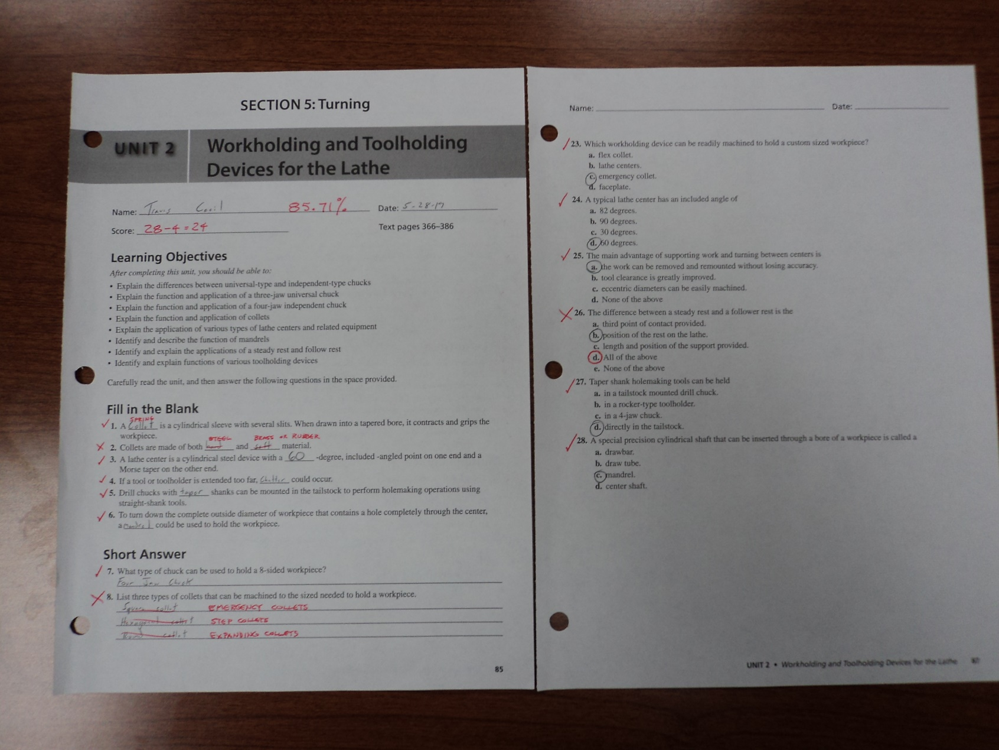 SECTION 5: Turning
UNIT 2
Workholding and Toolholding
Devices for the Lathe
Name: Travis 85.71% Date: 5-28-17
Score: 28-4=24
Text pages 366–386
Learning Objectives
After completing this unit, you should be able to:
• Explain the differences between universal-type and independent-type chucks
• Explain the function and application of a three-jaw universal chuck
• Explain the function and application of a four-jaw independent chuck
• Explain the function and application of collets
• Explain the application of various types of lathe centers and related equipment
• Identify and describe the function of mandrels
• Identify and explain the applications of a steady rest and follow rest
• Identify and explain functions of various toolholding devices
Carefully read the unit, and then answer the following questions in the space provided.
Fill in the Blank
SPRING
1. A Collet is a cylindrical sleeve with several slits. When drawn into a tapered bore, it contracts and grips the
workpiece.
STEEL BRASS OR RUBBER
2. Collets are made of both hard and soft material.
3. A lathe center is a cylindrical steel device with a 60 -degree, included -angled point on one end and a
Morse taper on the other end.
4. If a tool or toolholder is extended too far, Chatter could occur.
5. Drill chucks with taper shanks can be mounted in the tailstock to perform holemaking operations using
straight-shank tools.
6. To turn down the complete outside diameter of workpiece that contains a hole completely through the center,
a mandrel could be used to hold the workpiece.
Short Answer
7. What type of chuck can be used to hold a 8-sided workpiece?
Four Jaw Chuck
8. List three types of collets that can be machined to the sized needed to hold a workpiece.
Square collet EMERGENCY COLLETS
Hexagonal collet STEP COLLETS
Round collet EXPANDING COLLETS
85
Name: Date:
23. Which workholding device can be readily machined to hold a custom sized workpiece?
a. flex collet.
b. lathe centers.
c. emergency collet.
d. faceplate.
24. A typical lathe center has an included angle of
a. 82 degrees.
b. 90 degrees.
c. 30 degrees.
d. 60 degrees.
25. The main advantage of supporting work and turning between centers is
a. the work can be removed and remounted without losing accuracy.
b. tool clearance is greatly improved.
c. eccentric diameters can be easily machined.
d. None of the above
26. The difference between a steady rest and a follower rest is the
a. third point of contact provided.
b. position of the rest on the lathe.
c. length and position of the support provided.
d. All of the above
e. None of the above
27. Taper shank holemaking tools can be held
a. in a tailstock mounted drill chuck.
b. in a rocker-type toolholder.
c. in a 4-jaw chuck.
d. directly in the tailstock.
28. A special precision cylindrical shaft that can be inserted through a bore of a workpiece is called a
a. drawbar.
b. draw tube.
c. mandrel.
d. center shaft.
UNIT 2 • Workholding and Toolholding Devices for the Lathe